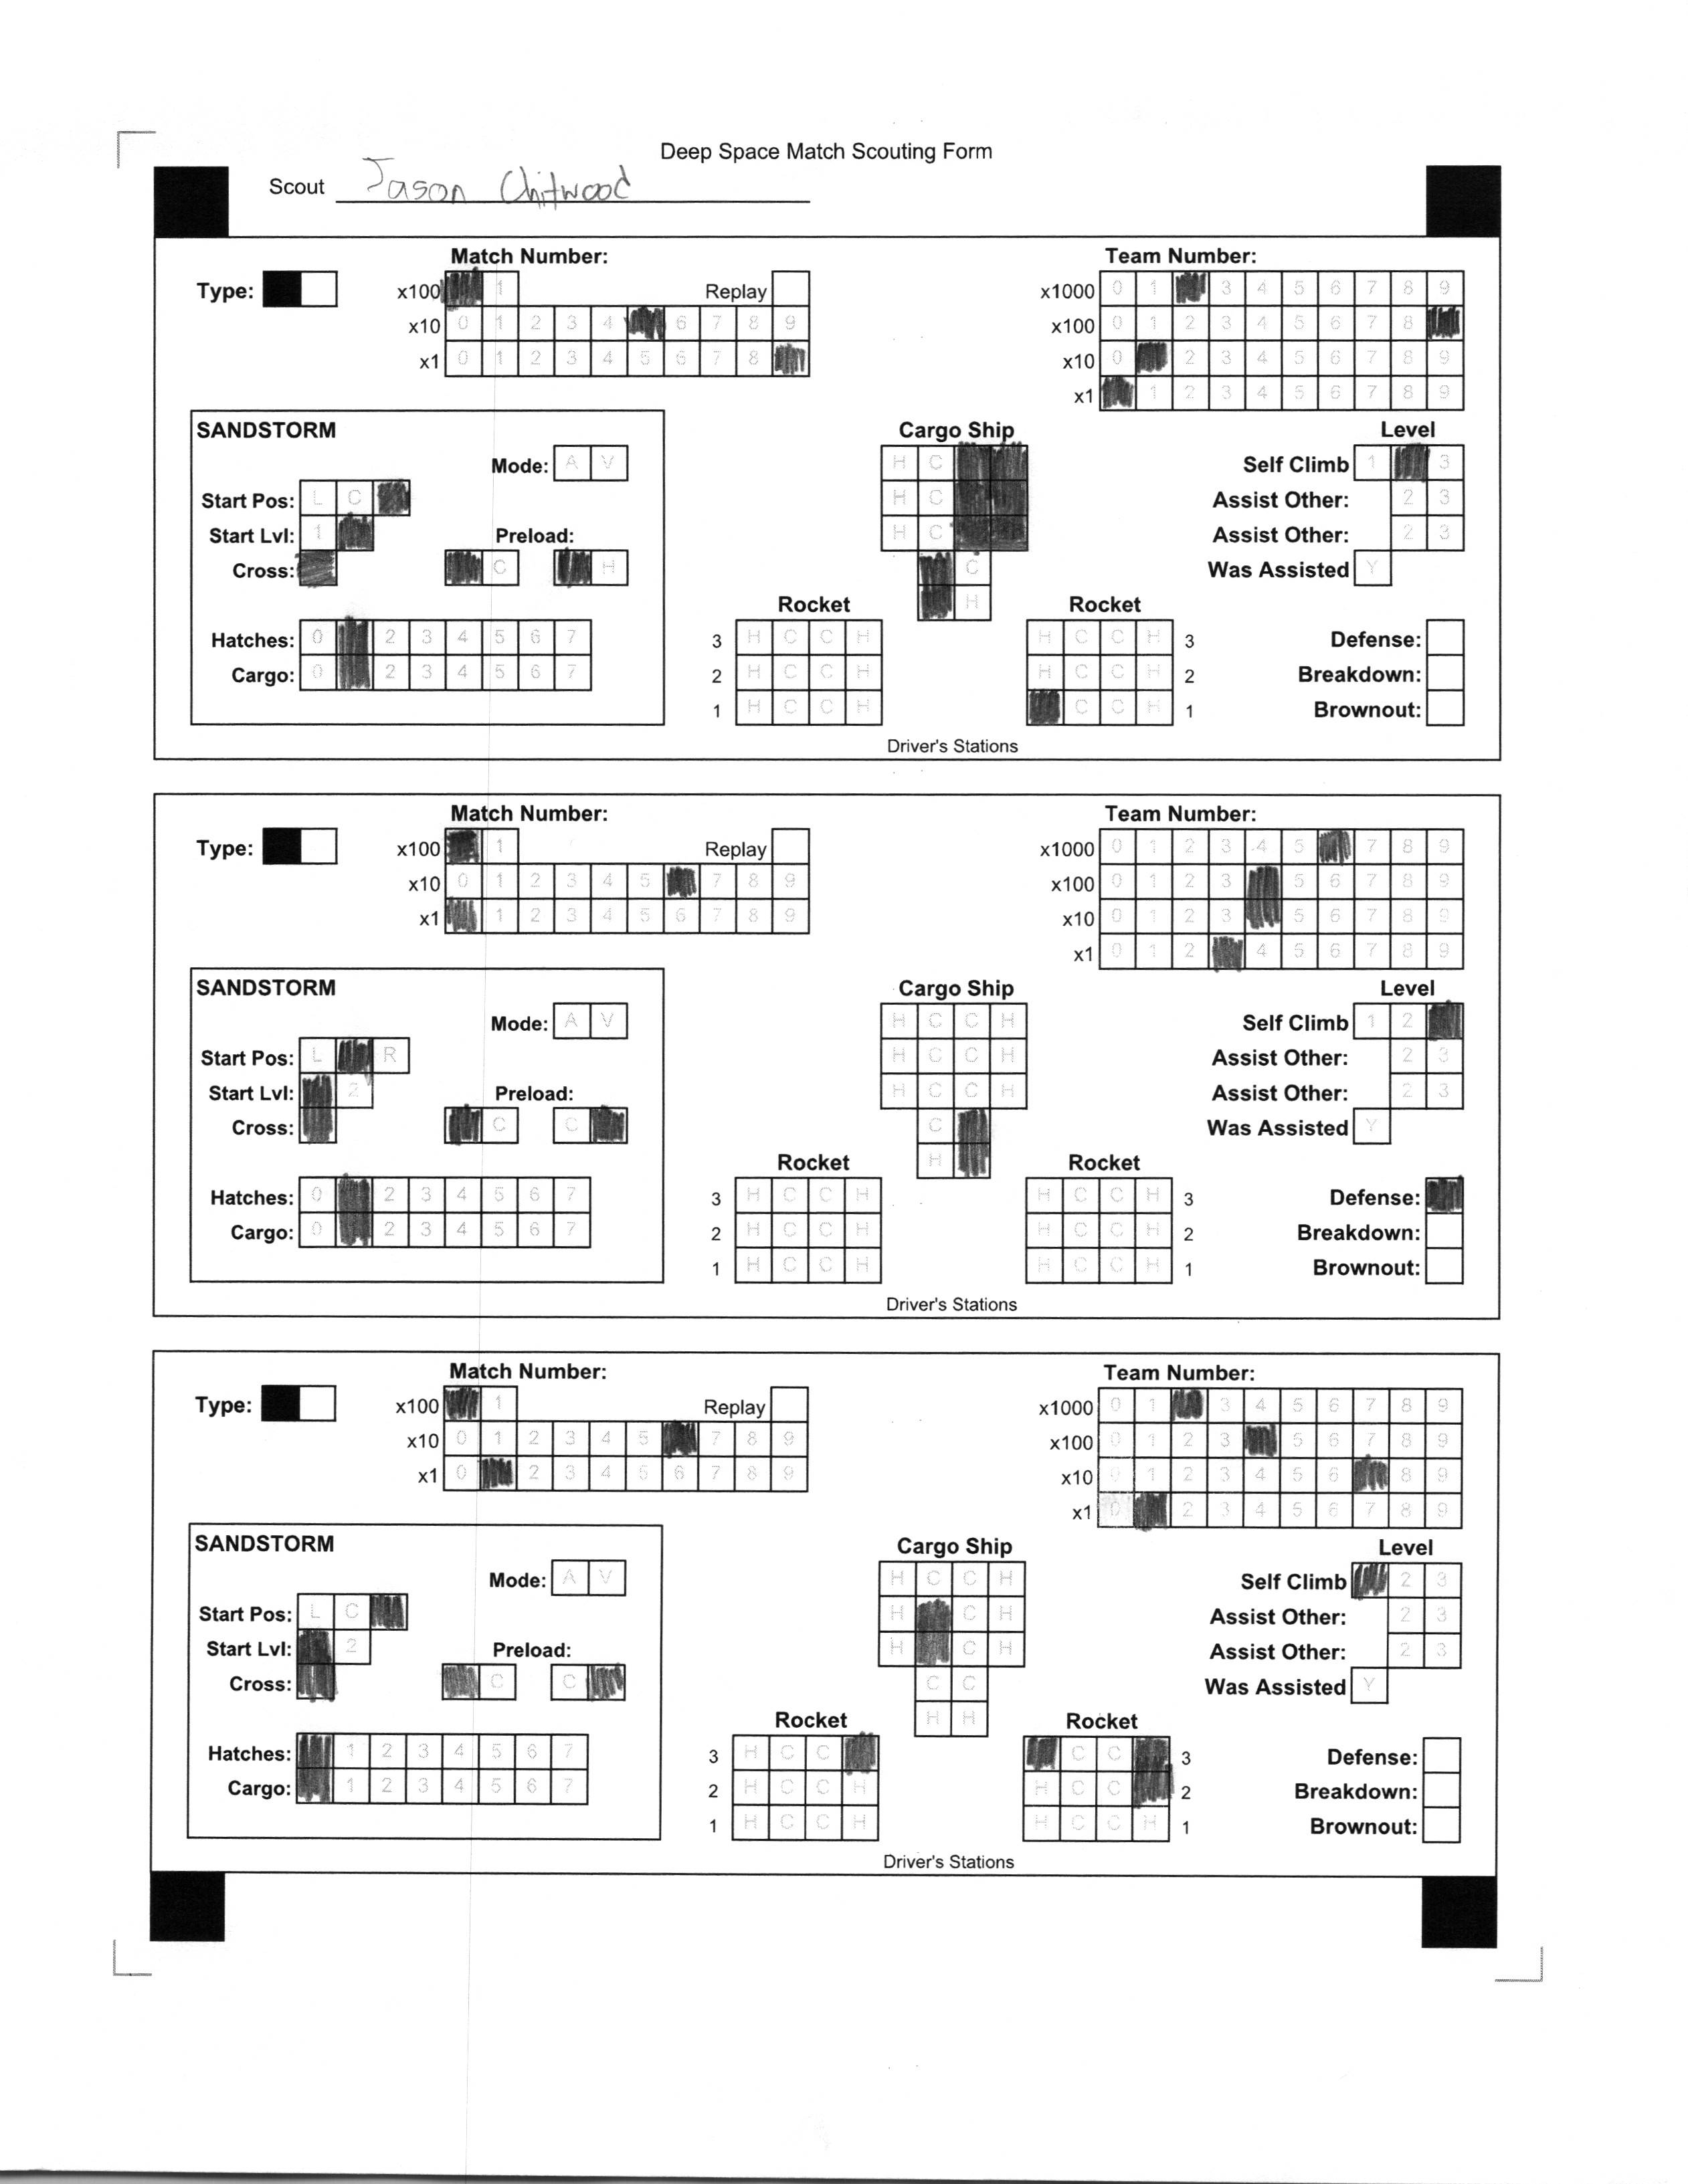 Deep Space Match Scouting Form
Scout Jason Chitwood
Match Number: Team Number:
Type: x100 1 Replay x1000 0 1 3 4 5 6 7 8 9
x10 0 1 2 3 4 6 7 8 9 x100 0 1 2 3 4 5 6 7 8
x1 0 1 2 3 4 5 6 7 8 x10 0 2 3 4 5 6 7 8 9
x1 1 2 3 4 5 6 7 8 9
SANDSTORM Cargo Ship Level
Mode: A V H C Self Climb 1 3
Start Pos: L C H C Assist Other: 2 3
Start Lvl: 1 Preload: H C Assist Other: 2 3
Cross: C H C Was Assisted Y
H
Rocket Rocket
Hatches: 0 2 3 4 5 6 7 3 H C C H H C C H 3 Defense:
Cargo: 0 2 3 4 5 6 7 2 H C C H H C C H 2 Breakdown:
1 H C C H C C H 1 Brownout:
Driver's Stations
Match Number: Team Number:
Type: x100 1 Replay x1000 0 1 2 3 4 5 7 8 9
x10 0 1 2 3 4 5 7 8 9 x100 0 1 2 3 5 6 7 8 9
x1 1 2 3 4 5 6 7 8 9 x10 0 1 2 3 5 6 7 8 9
x1 0 1 2 4 5 6 7 8 9
SANDSTORM Cargo Ship Level
Mode: A V H C C H Self Climb 1 2
Start Pos: L R H C C H Assist Other: 2 3
Start Lvl: 2 Preload: H C C H Assist Other: 2 3
Cross: C C C Was Assisted Y
H
Rocket Rocket
Hatches: 0 2 3 4 5 6 7 3 H C C H H C C H 3 Defense:
Cargo: 0 2 3 4 5 6 7 2 H C C H H C C H 2 Breakdown:
1 H C C H H C C H 1 Brownout:
Driver's Stations
Match Number: Team Number:
Type: x100 1 Replay x1000 0 1 3 4 5 6 7 8 9
x10 0 1 2 3 4 5 7 8 9 x100 0 1 2 3 5 6 7 8 9
x1 0 2 3 4 5 6 7 8 9 x10 0 1 2 3 4 5 6 8 9
x1 0 2 3 4 5 6 7 8 9
SANDSTORM Cargo Ship Level
Mode: A V H C C H Self Climb 2 3
Start Pos: L C H C H Assist Other: 2 3
Start Lvl: 2 Preload: H C H Assist Other: 2 3
Cross: C C C C Was Assisted Y
H H
Rocket Rocket
Hatches: 1 2 3 4 5 6 7 3 H C C C C 3 Defense:
Cargo: 1 2 3 4 5 6 7 2 H C C H H C C 2 Breakdown:
1 H C C H H C C H 1 Brownout:
Driver's Stations